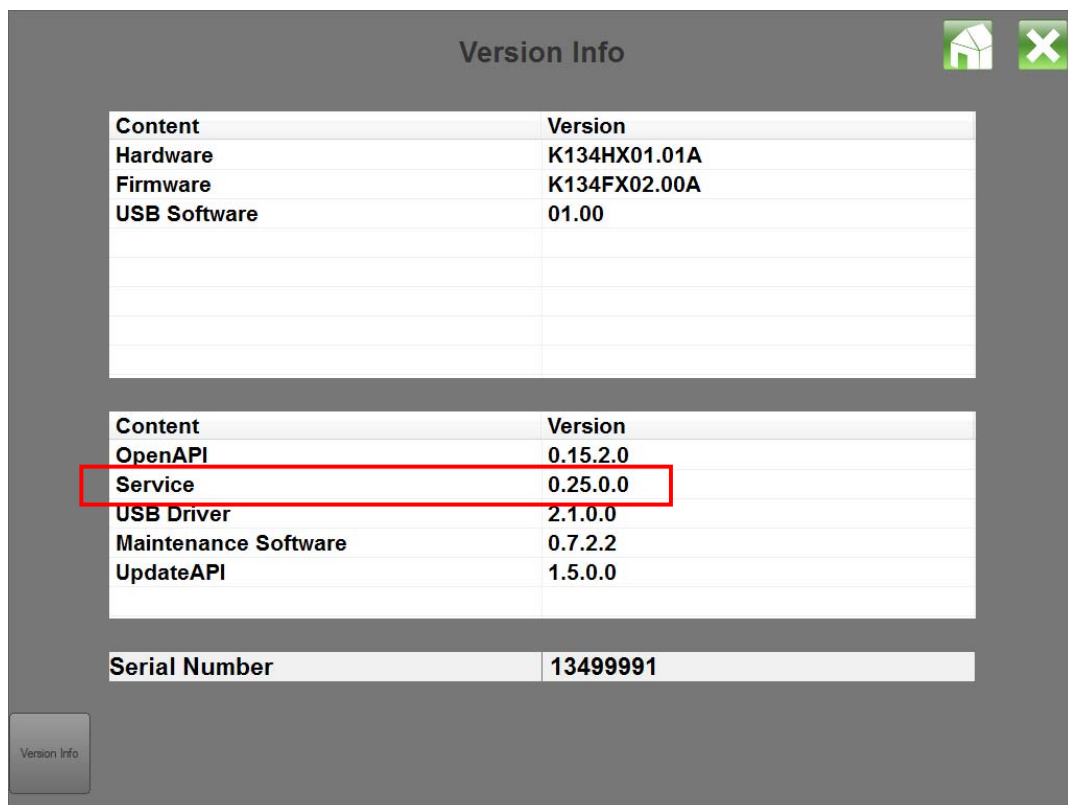 Version Info
Content Version
Hardware K134HX01.01A
Firmware K134FX02.00A
USB Software 01.00
Content Version
OpenAPI 0.15.2.0
Service 0.25.0.0
USB Driver 2.1.0.0
Maintenance Software 0.7.2.2
UpdateAPI 1.5.0.0
Serial Number 13499991
Version Info